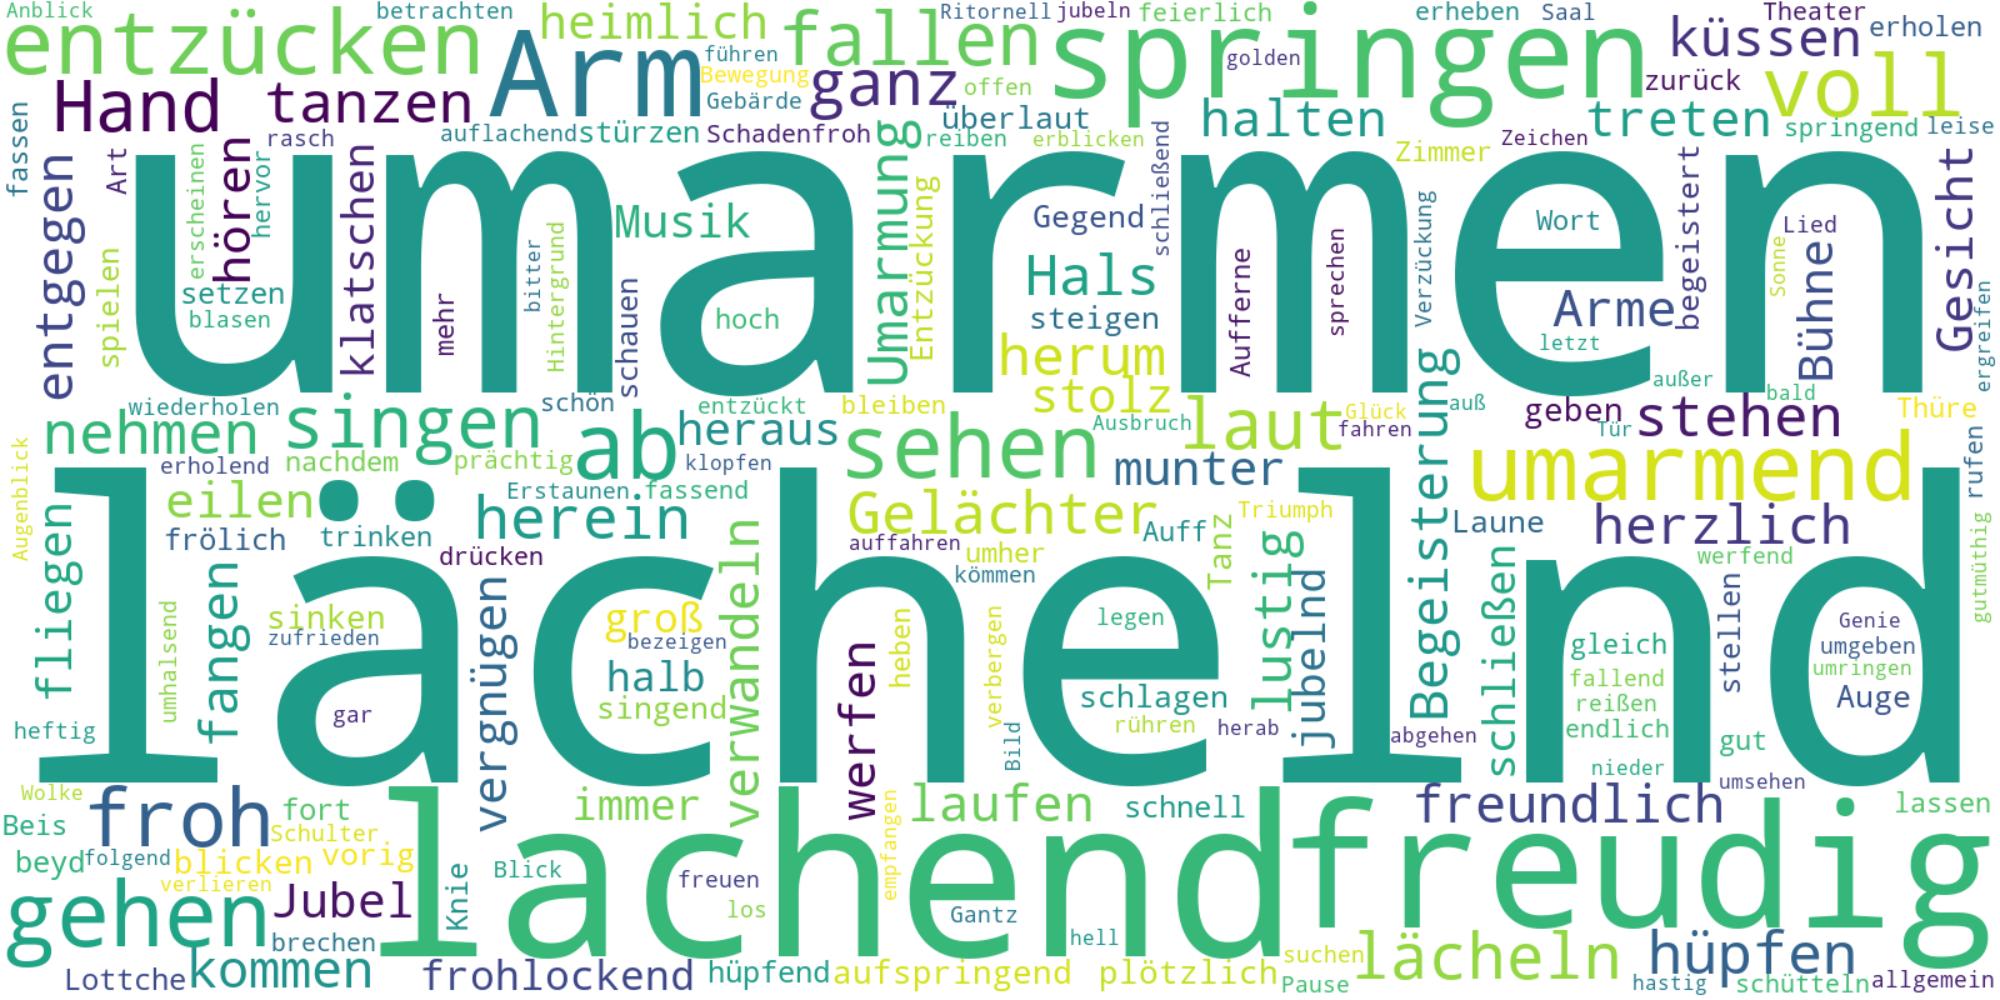 Anblick betrachten heimlich Ritornell jubeln feierlich erheben Saal Theater
entzücken Arm führen fallen springen golden küssen erholen
Hand tanzen Bewegung ganz offen zurück voll
Gebärde überlaut halten treten springend leise
fassen rasch auflachend stürzen Schadenfroh reiben erblicken Zeichen
Art hören erscheinen hervor klatschen Umarmung schließend Zimmer
umarmen
entgegen spielen Musik Entzückung Gegend Wort begeistert Lied Gesicht
setzen bitter Hintergrund Hals Verzückung Sonne Bühne
blasen mehr schauen hoch steigen Aufferne sprechen Arme ergreifen
herum letzt
wiederholen schön entzückt bleiben stolz außer bald
nehmen singen ab heraus Ausbruch laut Glück auß geben stehen Thüre
sehen fahren Tür
erholend nachdem prächtig klopfen munter umarmend rufen
Augenblick eilen Erstaunen fassend Gelächter Triumph Begeisterung
frölich trinken herein Auff Tanz Laune herzlich
lächelnd
fliegen drücken auffahren umher lustig werfend gutmüthig
fangen kömmen
umhalsend sinken vergnügen groß verwandeln heben verbergen legen jubelnd schließen stellen Genie
zufrieden bezeigen gleich umgeben
halb werfen schlagen fallend umringen
gar singend rühren herab reißen Auge
heftig Bild abgehen endlich gut
nieder umsehen
Wolke froh fort immer laufen schnell freundlich lassen
Beis Schulter empfangen
lachend freudig
beyd folgend blicken vorig Knie Blick freuen
verlieren
gehen Jubel los Gantz
brechen hell suchen lächeln hüpfen
Lottche kommen frohlockend hüpfend aufspringend plötzlich Pause hastig schütteln allgemein